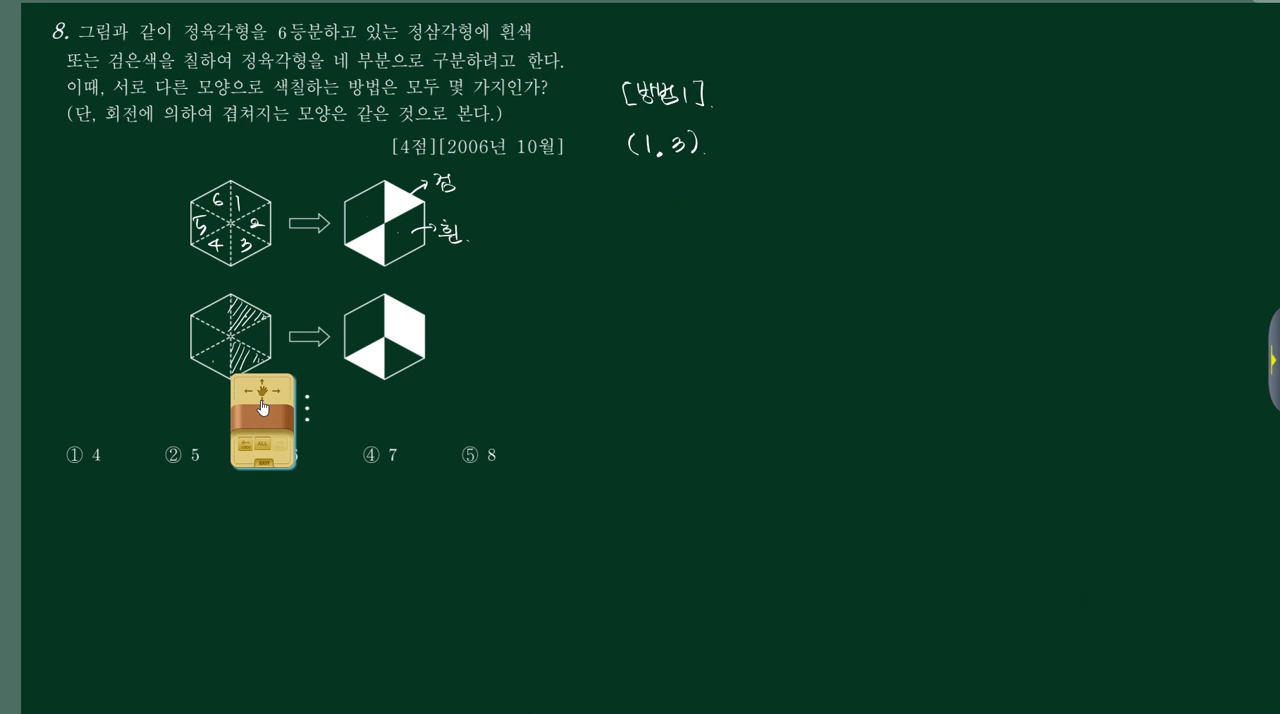 8. 그림과 같이 정육각형을 6등분하고 있는 정삼각형에 흰색
또는 검은색을 칠하여 정육각형을 네 부분으로 구분하려고 한다.
이때, 서로 다른 모양으로 색칠하는 방법은 모두 몇 가지인가?
(단, 회전에 의하여 겹쳐지는 모양은 같은 것으로 본다.)
[4점][2006년 10월]
[방법1].
(1.3).
6 1
5 2
4 3
검
흰.
① 4 ② 5 ④ 7 ⑤ 8
ALL